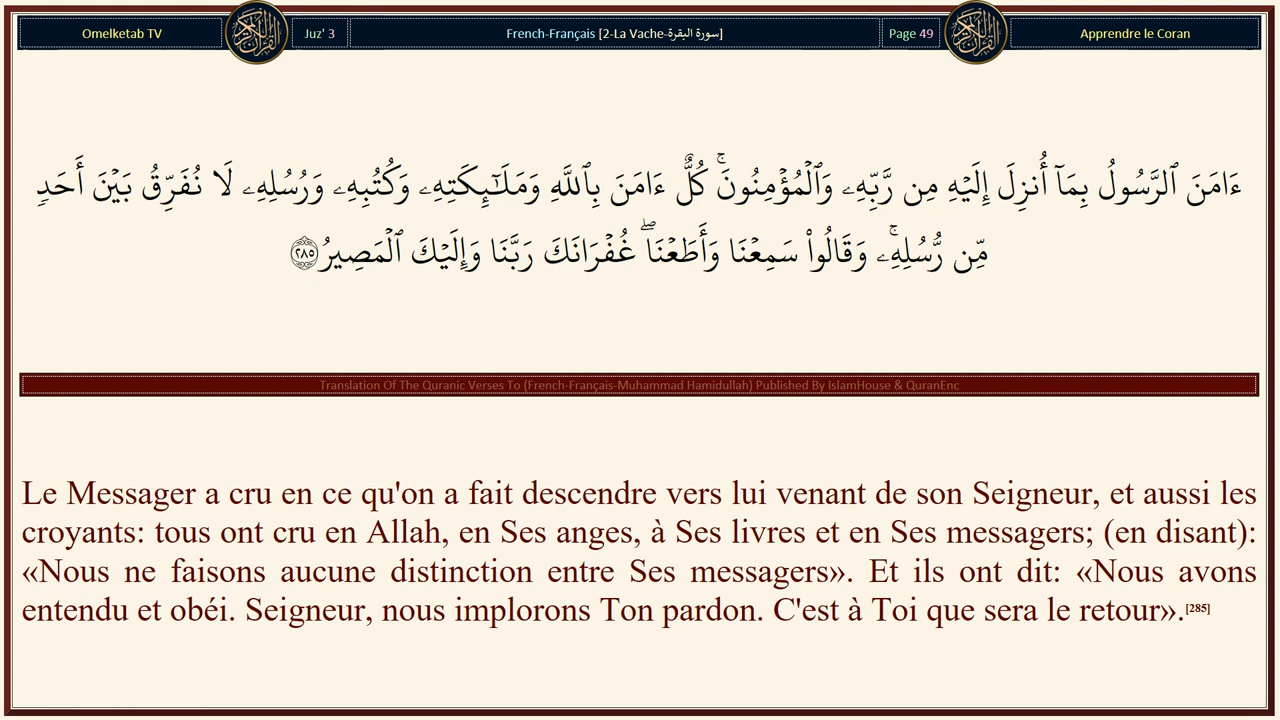 Omelketab TV
Juz' 3
French-Français [2-La Vache-سورة البقرة]
Page 49
Apprendre le Coran
ءَامَنَ ٱلرَّسُولُ بِمَآ أُنزِلَ إِلَيۡهِ مِن رَّبِّهِۦ وَٱلۡمُؤۡمِنُونَۚ كُلٌّ ءَامَنَ بِٱللَّهِ وَمَلَٰٓئِكَتِهِۦ وَكُتُبِهِۦ وَرُسُلِهِۦ لَا نُفَرِّقُ بَيۡنَ أَحَدٖ
مِّن رُّسُلِهِۦۚ وَقَالُواْ سَمِعۡنَا وَأَطَعۡنَاۖ غُفۡرَانَكَ رَبَّنَا وَإِلَيۡكَ ٱلۡمَصِيرُ ٢٨٥
Translation Of The Quranic Verses To (French-Français-Muhammad Hamidullah) Published By IslamHouse & QuranEnc
Le Messager a cru en ce qu'on a fait descendre vers lui venant de son Seigneur, et aussi les
croyants: tous ont cru en Allah, en Ses anges, à Ses livres et en Ses messagers; (en disant):
«Nous ne faisons aucune distinction entre Ses messagers». Et ils ont dit: «Nous avons
entendu et obéi. Seigneur, nous implorons Ton pardon. C'est à Toi que sera le retour».[285]